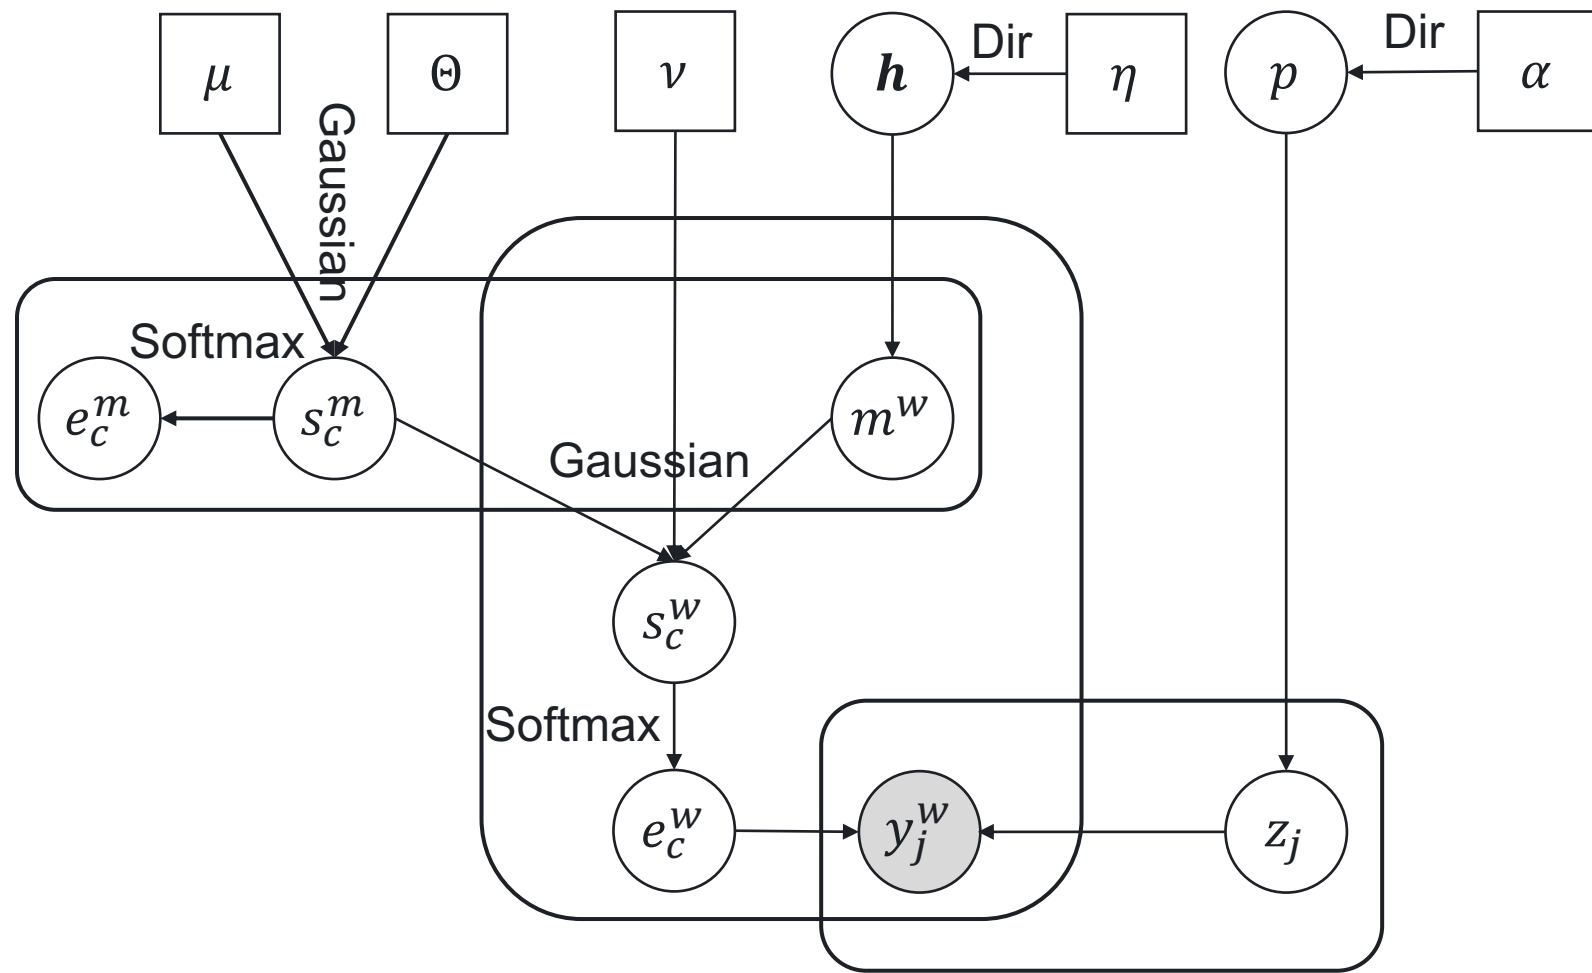 μ Θ ν h Dir η p Dir α
Gaussian
Softmax
e_c^m s_c^m Gaussian m^w
s_c^w
Softmax
e_c^w y_j^w z_j